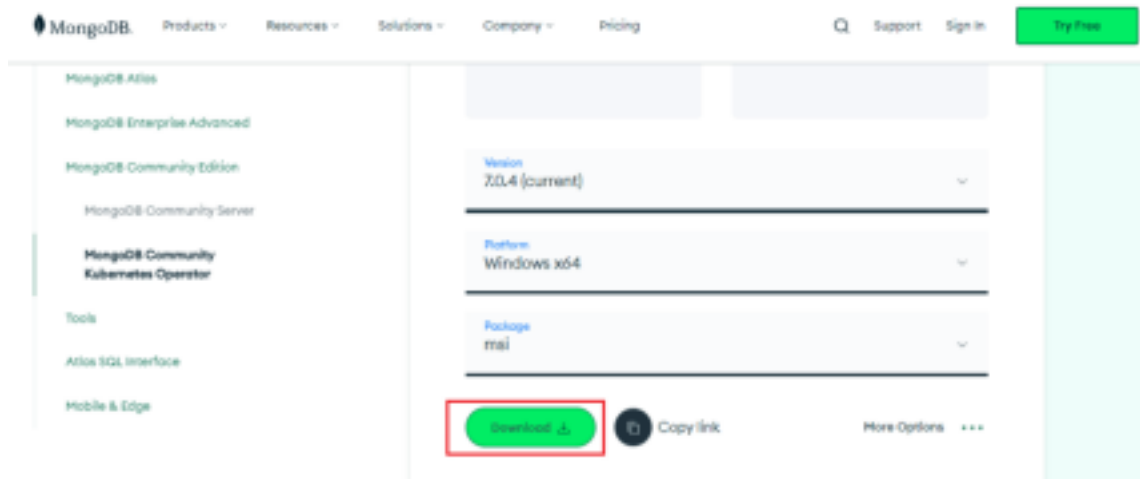 MongoDB. Products Resources Solutions Company Pricing Support Sign In Try Free
MongoDB Atlas
MongoDB Enterprise Advanced
MongoDB Community Edition
MongoDB Community Server
MongoDB Community
Kubernetes Operator
Tools
Atlas SQL Interface
Mobile & Edge
Version
7.0.4 (current)
Platform
Windows x64
Package
msi
Download Copy link More Options ...